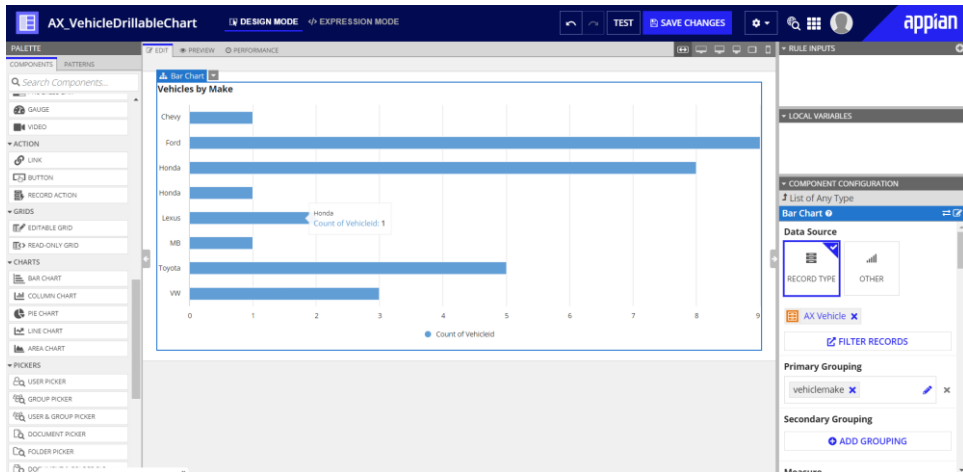 AX_VehicleDrillableChart
DESIGN MODE
</> EXPRESSION MODE
TEST
SAVE CHANGES
appian
PALETTE
COMPONENTS
PATTERNS
Search Components...
GAUGE
VIDEO
ACTION
LINK
BUTTON
RECORD ACTION
GRIDS
EDITABLE GRID
READ-ONLY GRID
CHARTS
BAR CHART
COLUMN CHART
PIE CHART
LINE CHART
AREA CHART
PICKERS
USER PICKER
GROUP PICKER
USER & GROUP PICKER
DOCUMENT PICKER
FOLDER PICKER
EDIT
PREVIEW
PERFORMANCE
Bar Chart
Vehicles by Make
Chevy
Ford
Honda
Honda
Lexus
MB
Toyota
VW
Honda
Count of Vehicleid: 1
0 1 2 3 4 5 6 7 8 9
Count of Vehicleid
RULE INPUTS
LOCAL VARIABLES
COMPONENT CONFIGURATION
List of Any Type
Bar Chart
Data Source
RECORD TYPE
OTHER
AX Vehicle
FILTER RECORDS
Primary Grouping
vehiclemake
Secondary Grouping
ADD GROUPING
Measure